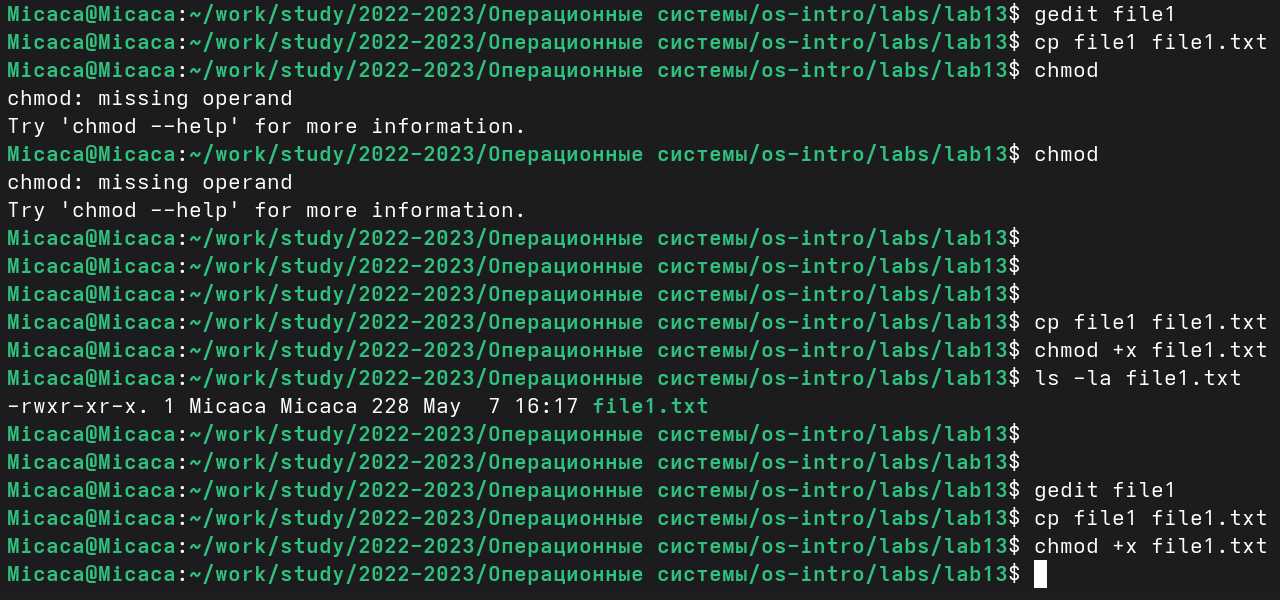 Micaca@Micaca:~/work/study/2022-2023/Операционные системы/os-intro/labs/lab13$ gedit file1
Micaca@Micaca:~/work/study/2022-2023/Операционные системы/os-intro/labs/lab13$ cp file1 file1.txt
Micaca@Micaca:~/work/study/2022-2023/Операционные системы/os-intro/labs/lab13$ chmod
chmod: missing operand
Try 'chmod --help' for more information.
Micaca@Micaca:~/work/study/2022-2023/Операционные системы/os-intro/labs/lab13$ chmod
chmod: missing operand
Try 'chmod --help' for more information.
Micaca@Micaca:~/work/study/2022-2023/Операционные системы/os-intro/labs/lab13$
Micaca@Micaca:~/work/study/2022-2023/Операционные системы/os-intro/labs/lab13$
Micaca@Micaca:~/work/study/2022-2023/Операционные системы/os-intro/labs/lab13$
Micaca@Micaca:~/work/study/2022-2023/Операционные системы/os-intro/labs/lab13$ cp file1 file1.txt
Micaca@Micaca:~/work/study/2022-2023/Операционные системы/os-intro/labs/lab13$ chmod +x file1.txt
Micaca@Micaca:~/work/study/2022-2023/Операционные системы/os-intro/labs/lab13$ ls -la file1.txt
-rwxr-xr-x. 1 Micaca Micaca 228 May  7 16:17 file1.txt
Micaca@Micaca:~/work/study/2022-2023/Операционные системы/os-intro/labs/lab13$
Micaca@Micaca:~/work/study/2022-2023/Операционные системы/os-intro/labs/lab13$
Micaca@Micaca:~/work/study/2022-2023/Операционные системы/os-intro/labs/lab13$ gedit file1
Micaca@Micaca:~/work/study/2022-2023/Операционные системы/os-intro/labs/lab13$ cp file1 file1.txt
Micaca@Micaca:~/work/study/2022-2023/Операционные системы/os-intro/labs/lab13$ chmod +x file1.txt
Micaca@Micaca:~/work/study/2022-2023/Операционные системы/os-intro/labs/lab13$